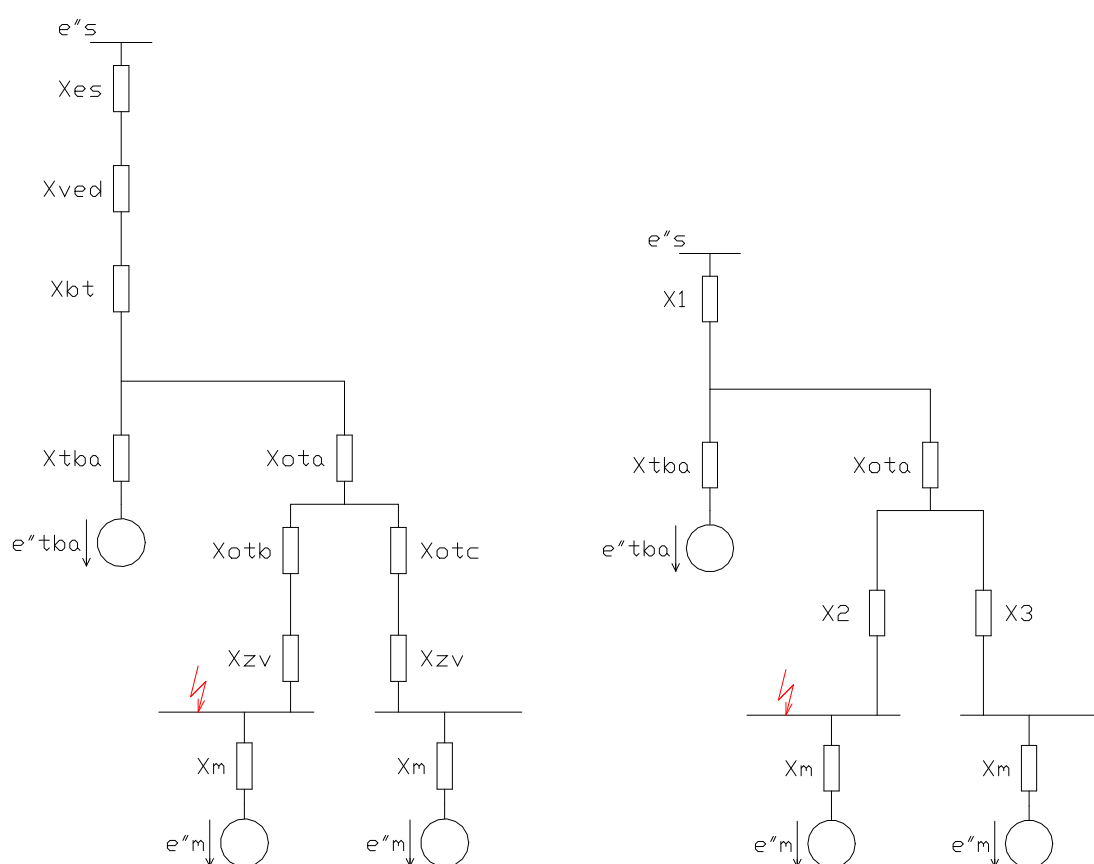 e"s
Xes
Xved
Xbt
Xtba
Xota
e"tba
Xotb
Xotc
Xzv
Xzv
Xm
Xm
e"m
e"m
e"s
X1
Xtba
Xota
e"tba
X2
X3
Xm
Xm
e"m
e"m